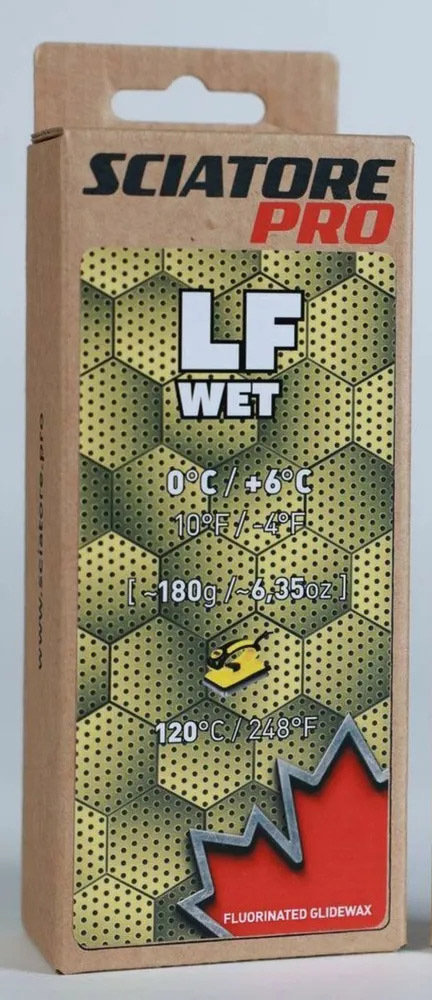 SCIATORE
PRO
LF
WET
0°C / +6°C
10°F / -4°F
[ ~180g /~6,35oz ]
120°C / 248°F
FLUORINATED GLIDEWAX
www.sciatore.pro